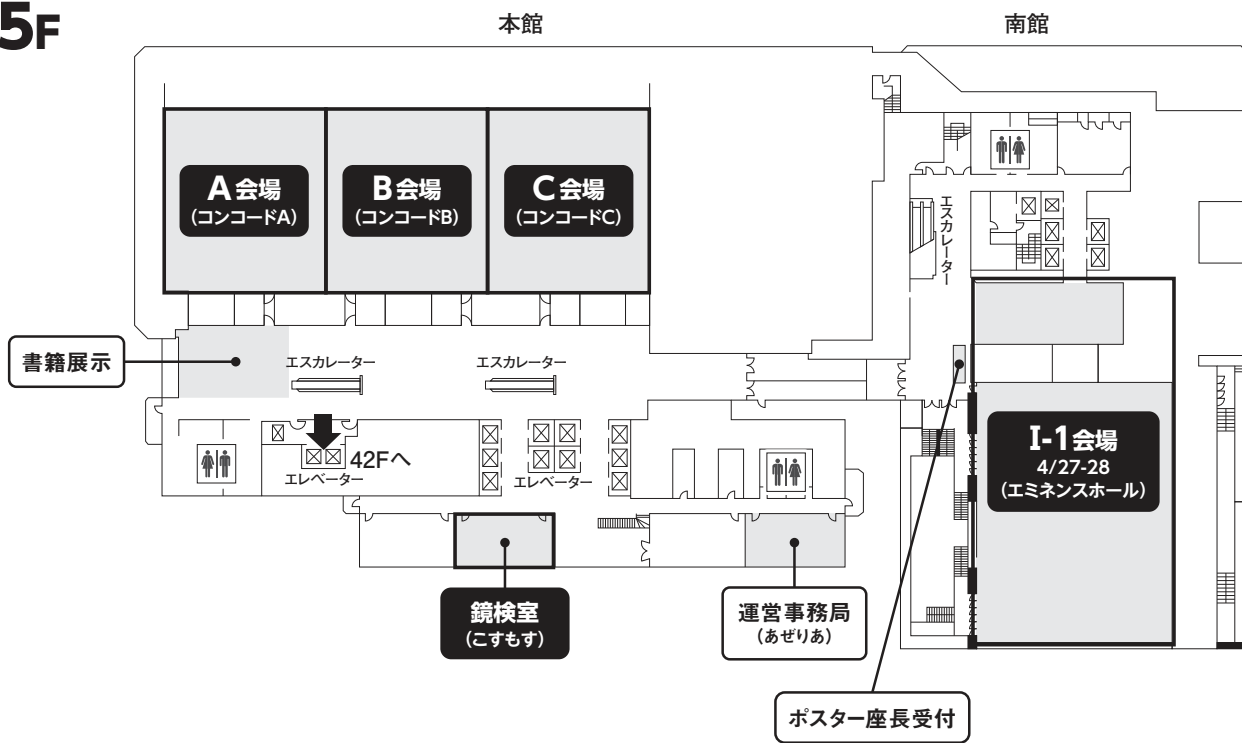 5F
本館
南館
A会場
(コンコードA)
B会場
(コンコードB)
C会場
(コンコードC)
エスカレーター
書籍展示
エスカレーター
エスカレーター
42Fへ
エレベーター
エレベーター
I-1会場
4/27-28
(エミネンスホール)
鏡検室
(こすもす)
運営事務局
(あぜりあ)
ポスター座長受付